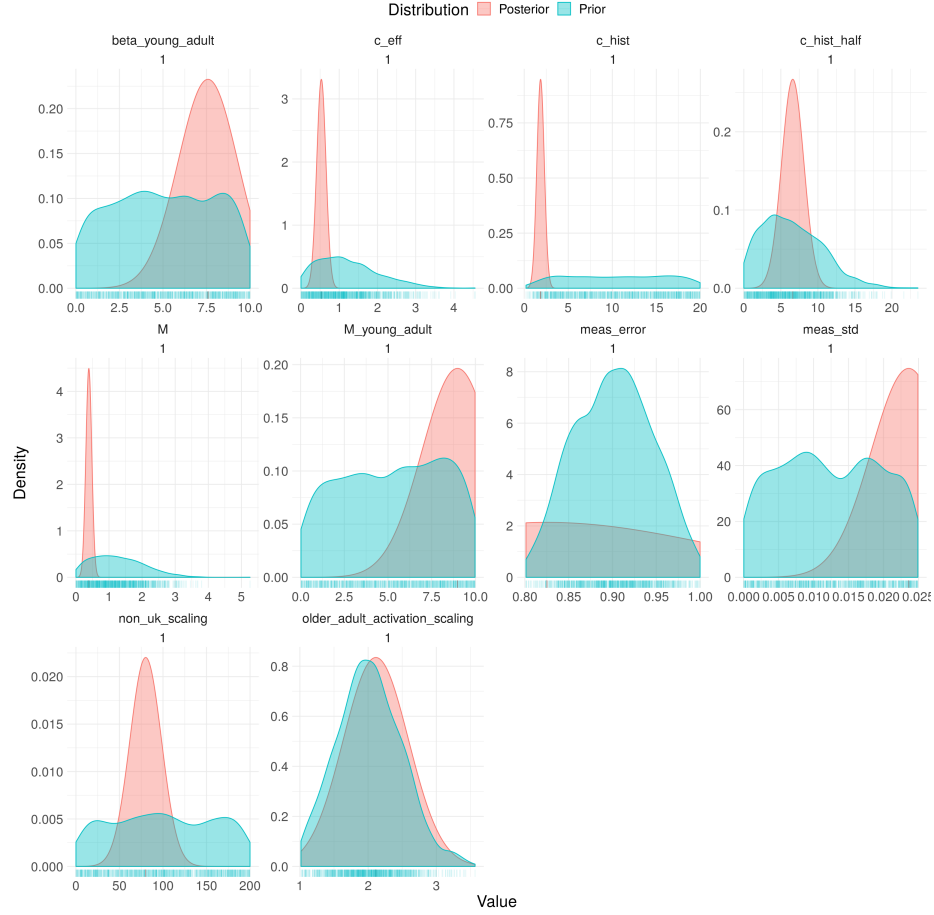 Distribution Posterior Prior
beta_young_adult c_eff c_hist c_hist_half
1 1 1 1
0.20 3 0.75 0.2
0.15 2 0.50
0.10 0.1
0.05 1 0.25
0.00 0 0.00 0.0
0.0 2.5 5.0 7.5 10.0 0 1 2 3 4 0 5 10 15 20 0 5 10 15 20
M M_young_adult meas_error meas_std
1 1 1 1
4 0.20 8 60
3 0.15 6
2 0.10 4 40
1 0.05 2 20
0 0.00 0 0
0 1 2 3 4 5 0.0 2.5 5.0 7.5 10.0 0.80 0.85 0.90 0.95 1.00 0.000 0.005 0.010 0.015 0.020 0.025
Density
non_uk_scaling older_adult_activation_scaling
1 1
0.020 0.8
0.015 0.6
0.010 0.4
0.005 0.2
0.000 0.0
0 50 100 150 200 1 2 3
Value